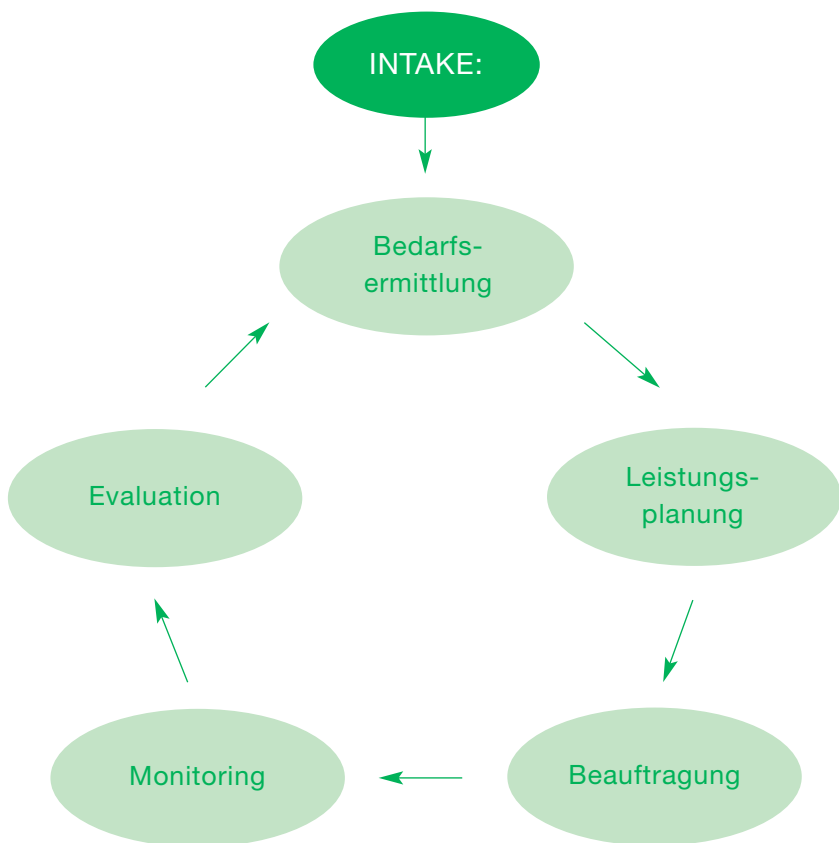 INTAKE:
Bedarfs-
ermittlung
Leistungs-
planung
Beauftragung
Monitoring
Evaluation